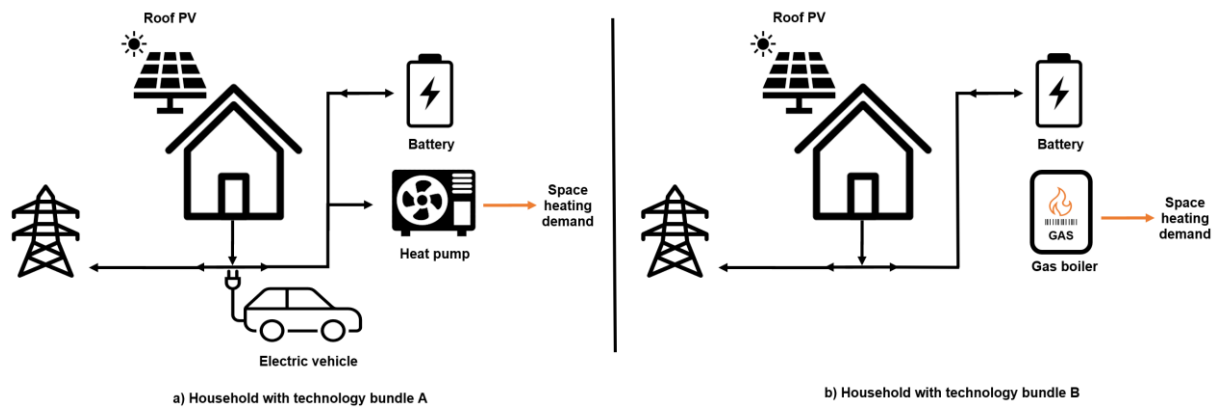 Roof PV
Battery
Heat pump
Space
heating
demand
Electric vehicle
a) Household with technology bundle A
Roof PV
Battery
GAS
Gas boiler
Space
heating
demand
b) Household with technology bundle B